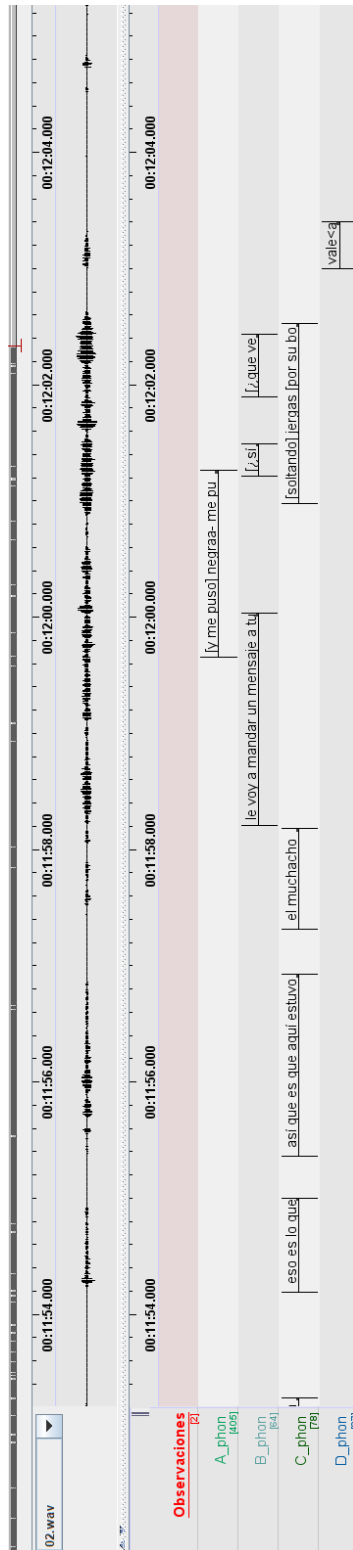 02.wav
00:11:54.000 00:11:56.000 00:11:58.000 00:12:00.000 00:12:02.000 00:12:04.000
00:11:54.000 00:11:56.000 00:11:58.000 00:12:00.000 00:12:02.000 00:12:04.000
Observaciones
[2]
A_phon
[405]
[y me puso] negraa- me pu
B_phon
[64]
le voy a mandar un mensaje a tu
[¿sí
[¿que ve
C_phon
[78]
eso es lo que
así que es que aquí estuvo
el muchacho
[soltando] jergas [por su bo
D_phon
vale<a